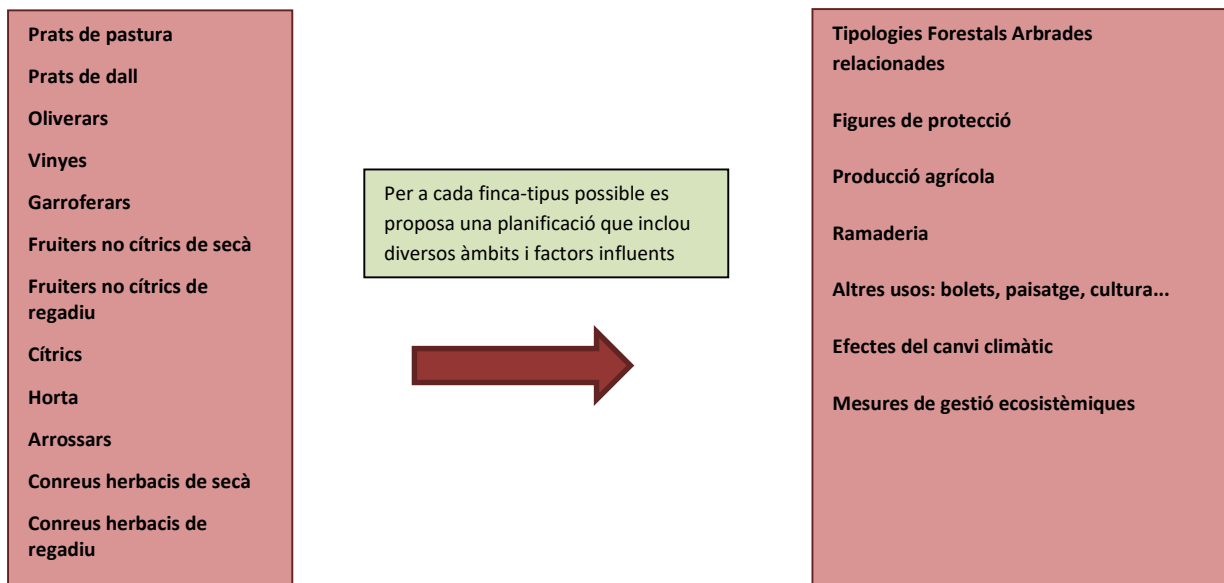 Prats de pastura
Prats de dall
Oliverars
Vinyes
Garroferars
Fruiters no cítrics de secà
Fruiters no cítrics de
regadiu
Cítrics
Horta
Arrossars
Conreus herbacis de secà
Conreus herbacis de
regadiu
Per a cada finca-tipus possible es
proposa una planificació que inclou
diversos àmbits i factors influents
Tipologies Forestals Arbrades
relacionades
Figures de protecció
Producció agrícola
Ramaderia
Altres usos: bolets, paisatge, cultura...
Efectes del canvi climàtic
Mesures de gestió ecosistèmiques